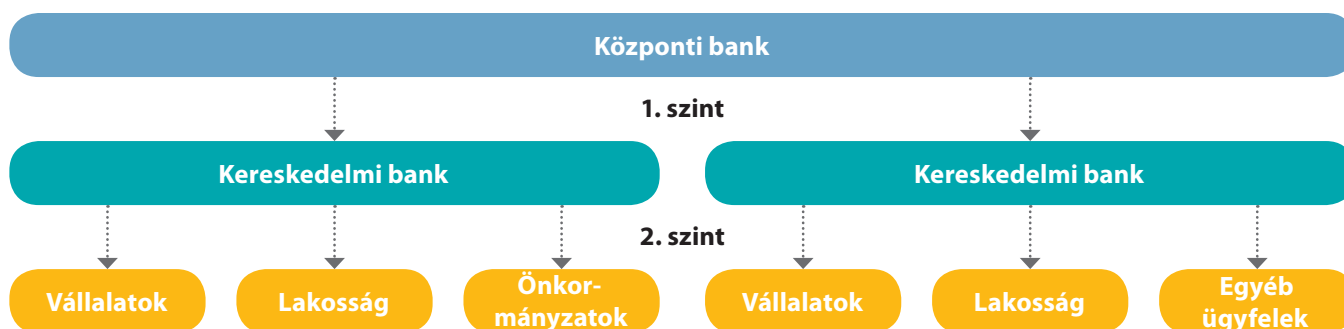 Központi bank
1. szint
Kereskedelmi bank
Kereskedelmi bank
2. szint
Vállalatok
Lakosság
Önkor-
mányzatok
Vállalatok
Lakosság
Egyéb
ügyfelek